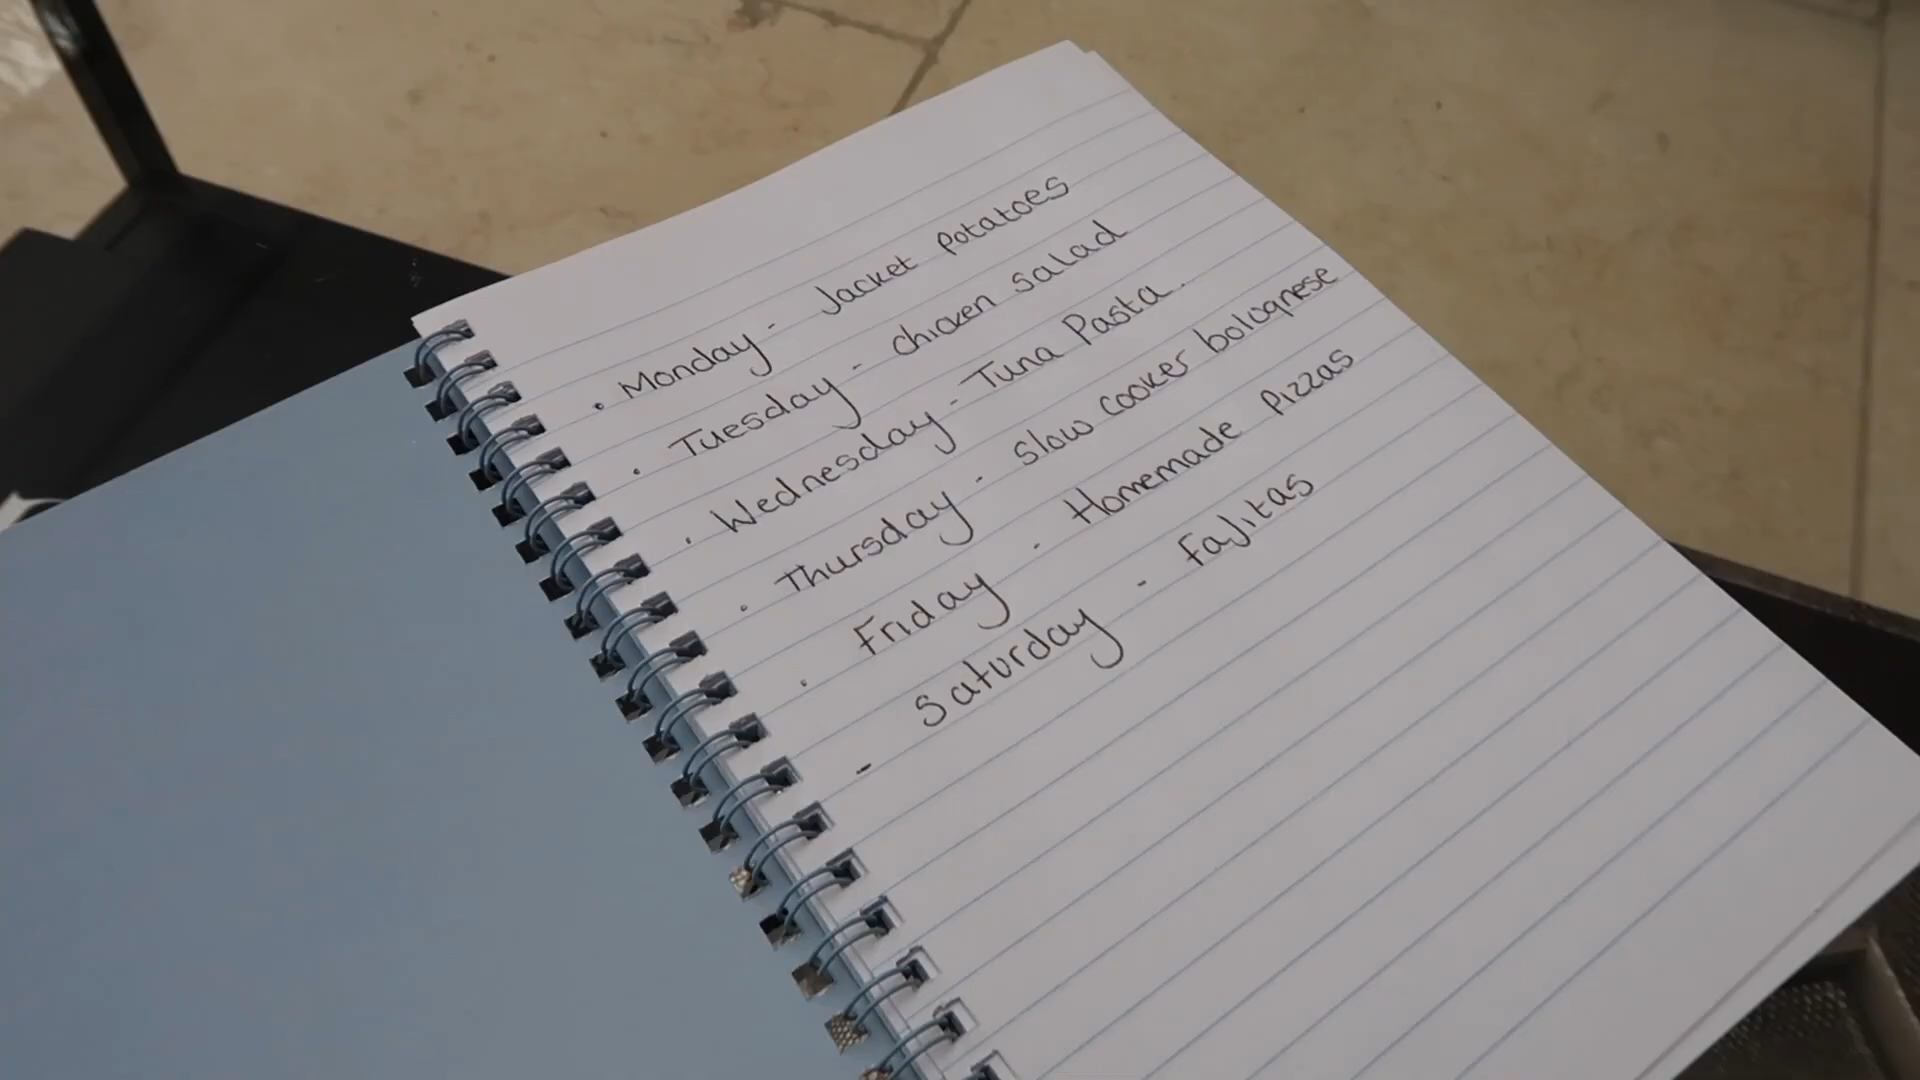 • Monday - Jacket Potatoes
• Tuesday - chicken salad
• Wednesday - Tuna Pasta.
• Thursday - slow cooker bolognese
• Friday - Homemade Pizzas
- Saturday - Fajitas